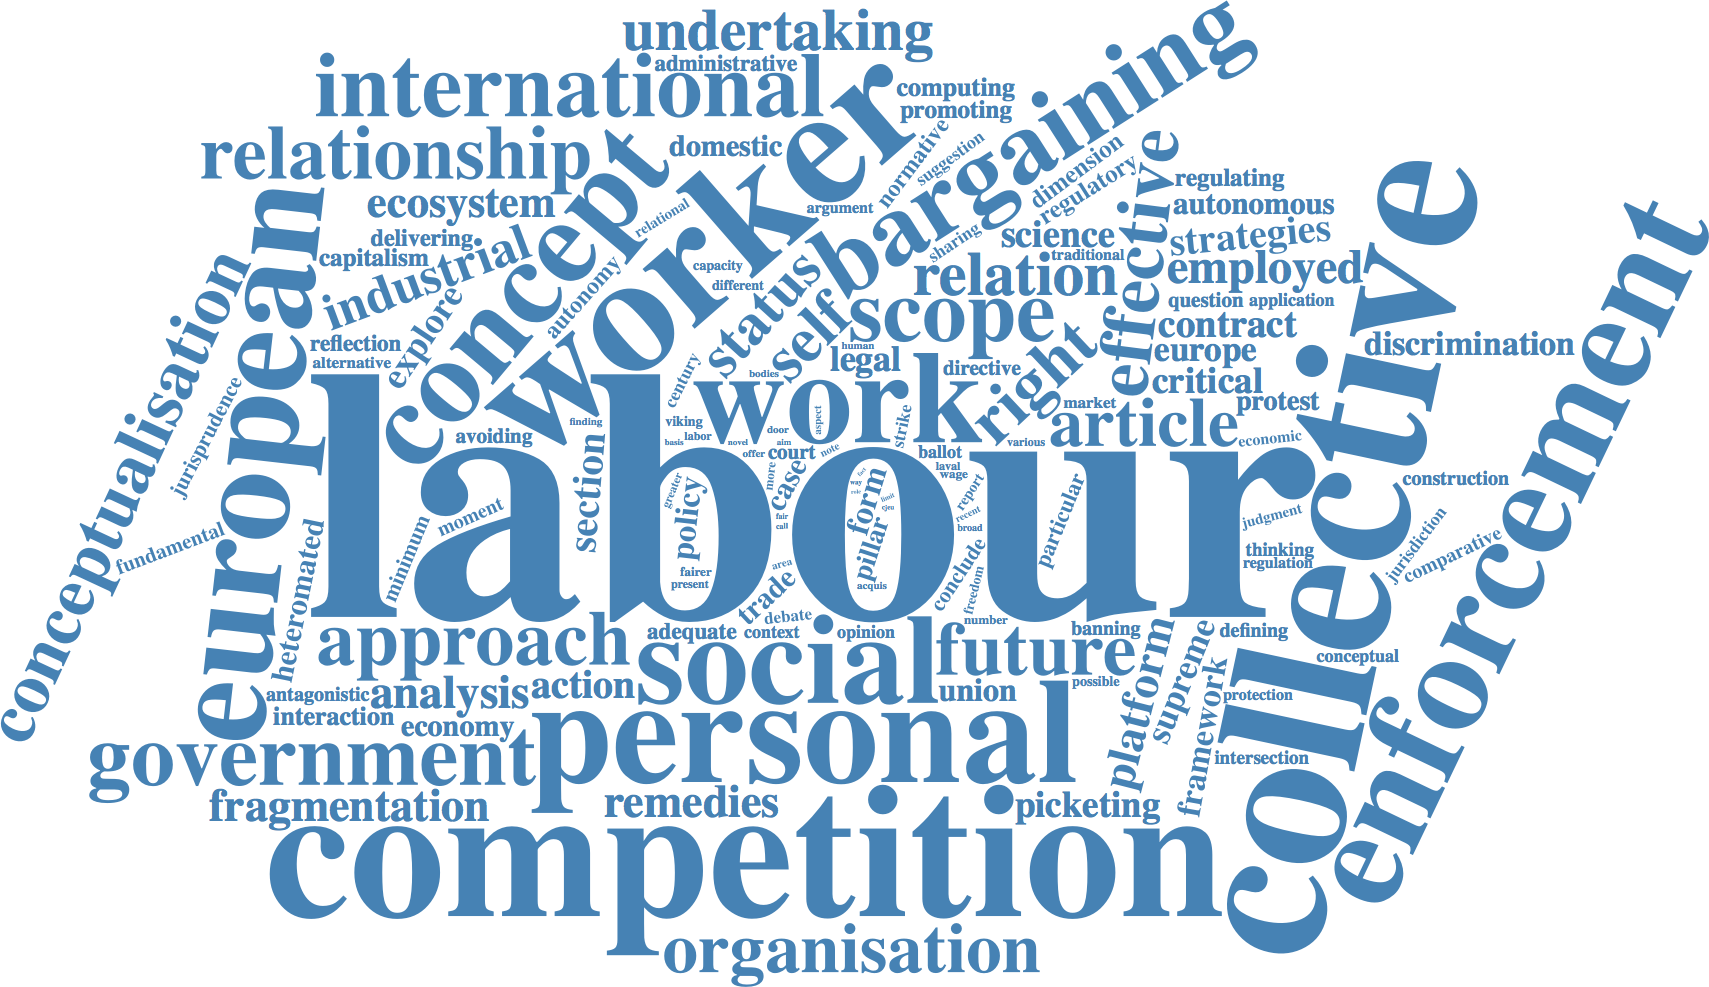 undertaking
administrative
international
computing
promoting
bargaining
relationship
domestic
worker
concept
normative
suggestion
dimension
regulatory
effective
regulating
ecosystem
relational
argument
autonomous
delivering
capitalism
industrial
sharing
science
traditional
strategies
collective
european
conceptualisation
explore
autonomy
capacity
different
status
self
relation
scope
employed
question
application
contract
enforcement
reflection
alternative
human
legal
directive
right
europe
critical
discrimination
century
bodies
work
market
article
protest
jurisprudence
avoiding
finding
viking
labor
basis
novel
door
aim
aspect
strike
various
economic
labour
section
offer
court
note
ballot
laval
wage
moment
minimum
greater
policy
more
case
fair
call
form
fact
way
role
limit
cjeu
pillar
report
recent
broad
particular
judgment
construction
fundamental
heteromated
fairer
present
area
trade
acquis
conclude
freedom
thinking
regulation
jurisdiction
comparative
approach
adequate
debate
context
opinion
number
banning
defining
social
future
platform
supreme
framework
conceptual
antagonistic
analysis
action
union
possible
protection
interaction
economy
personal
government
intersection
fragmentation
remedies
picketing
competition
organisation